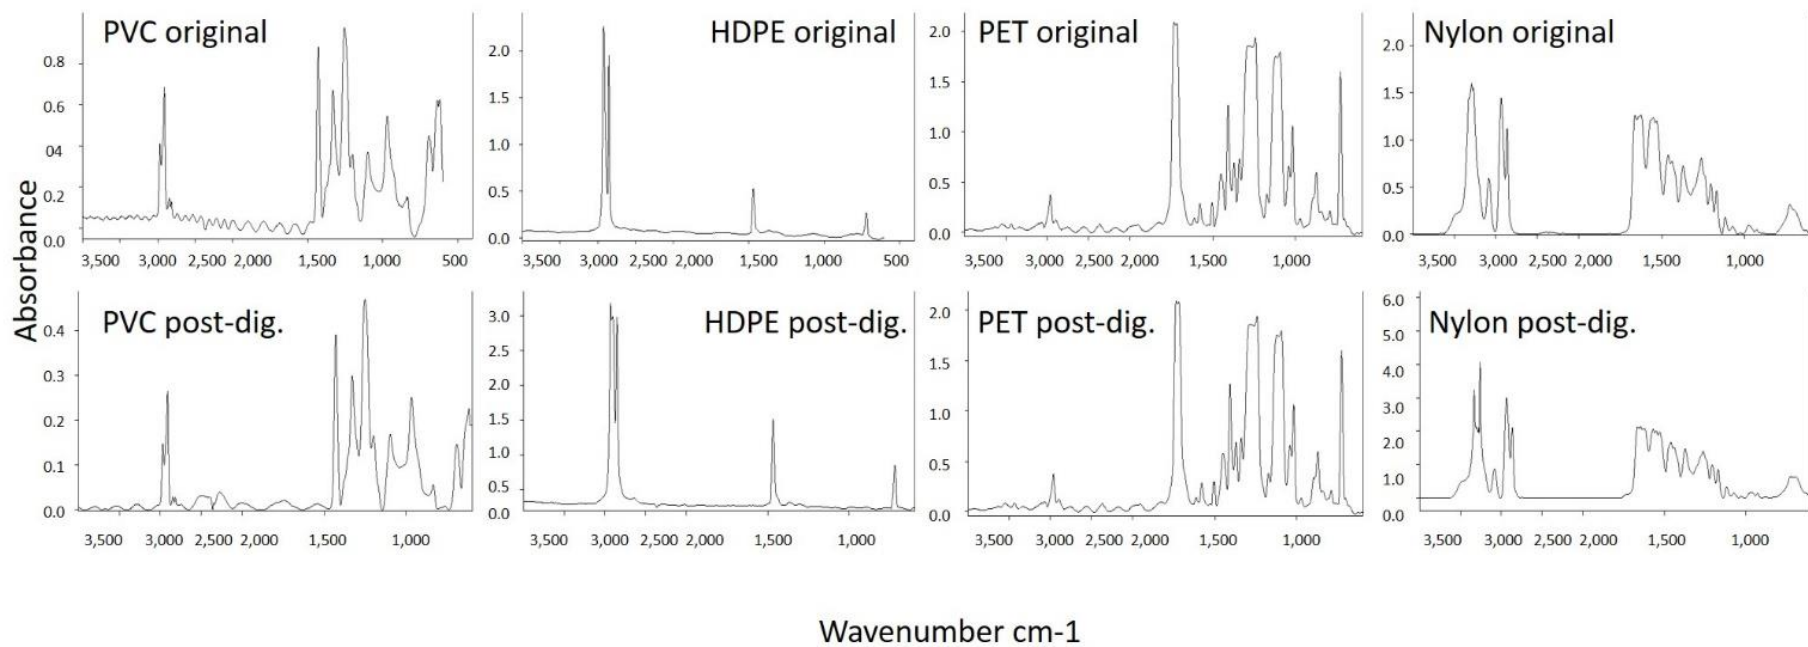 PVC original
HDPE original
PET original
Nylon original
0.8
0.6
04
0.2
0.0
2.0
1.5
1.0
0.5
0.0
2.0
1.5
1.0
0.5
0.0
2.0
1.5
1.0
0.5
0.0
3,500 3,000 2,500 2,000 1,500 1,000 500
3,500 3,000 2,500 2,000 1,500 1,000 500
3,500 3,000 2,500 2,000 1,500 1,000
3,500 3,000 2,500 2,000 1,500 1,000
Absorbance
PVC post-dig.
HDPE post-dig.
PET post-dig.
Nylon post-dig.
0.4
0.3
0.2
0.1
0.0
3.0
2.5
2.0
1.5
1.0
0.5
0.0
2.0
1.5
1.0
0.5
0.0
6.0
5.0
4.0
3.0
2.0
1.0
0.0
3,500 3,000 2,500 2,000 1,500 1,000
3,500 3,000 2,500 2,000 1,500 1,000
3,500 3,000 2,500 2,000 1,500 1,000
3,500 3,000 2,500 2,000 1,500 1,000
Wavenumber cm-1